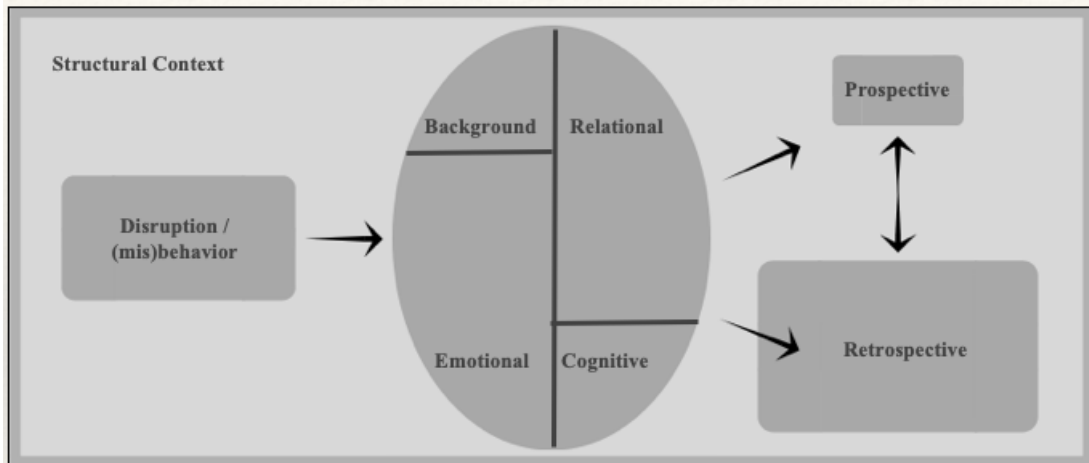 Structural Context
Background
Relational
Prospective
Disruption /
(mis)behavior
Emotional
Cognitive
Retrospective